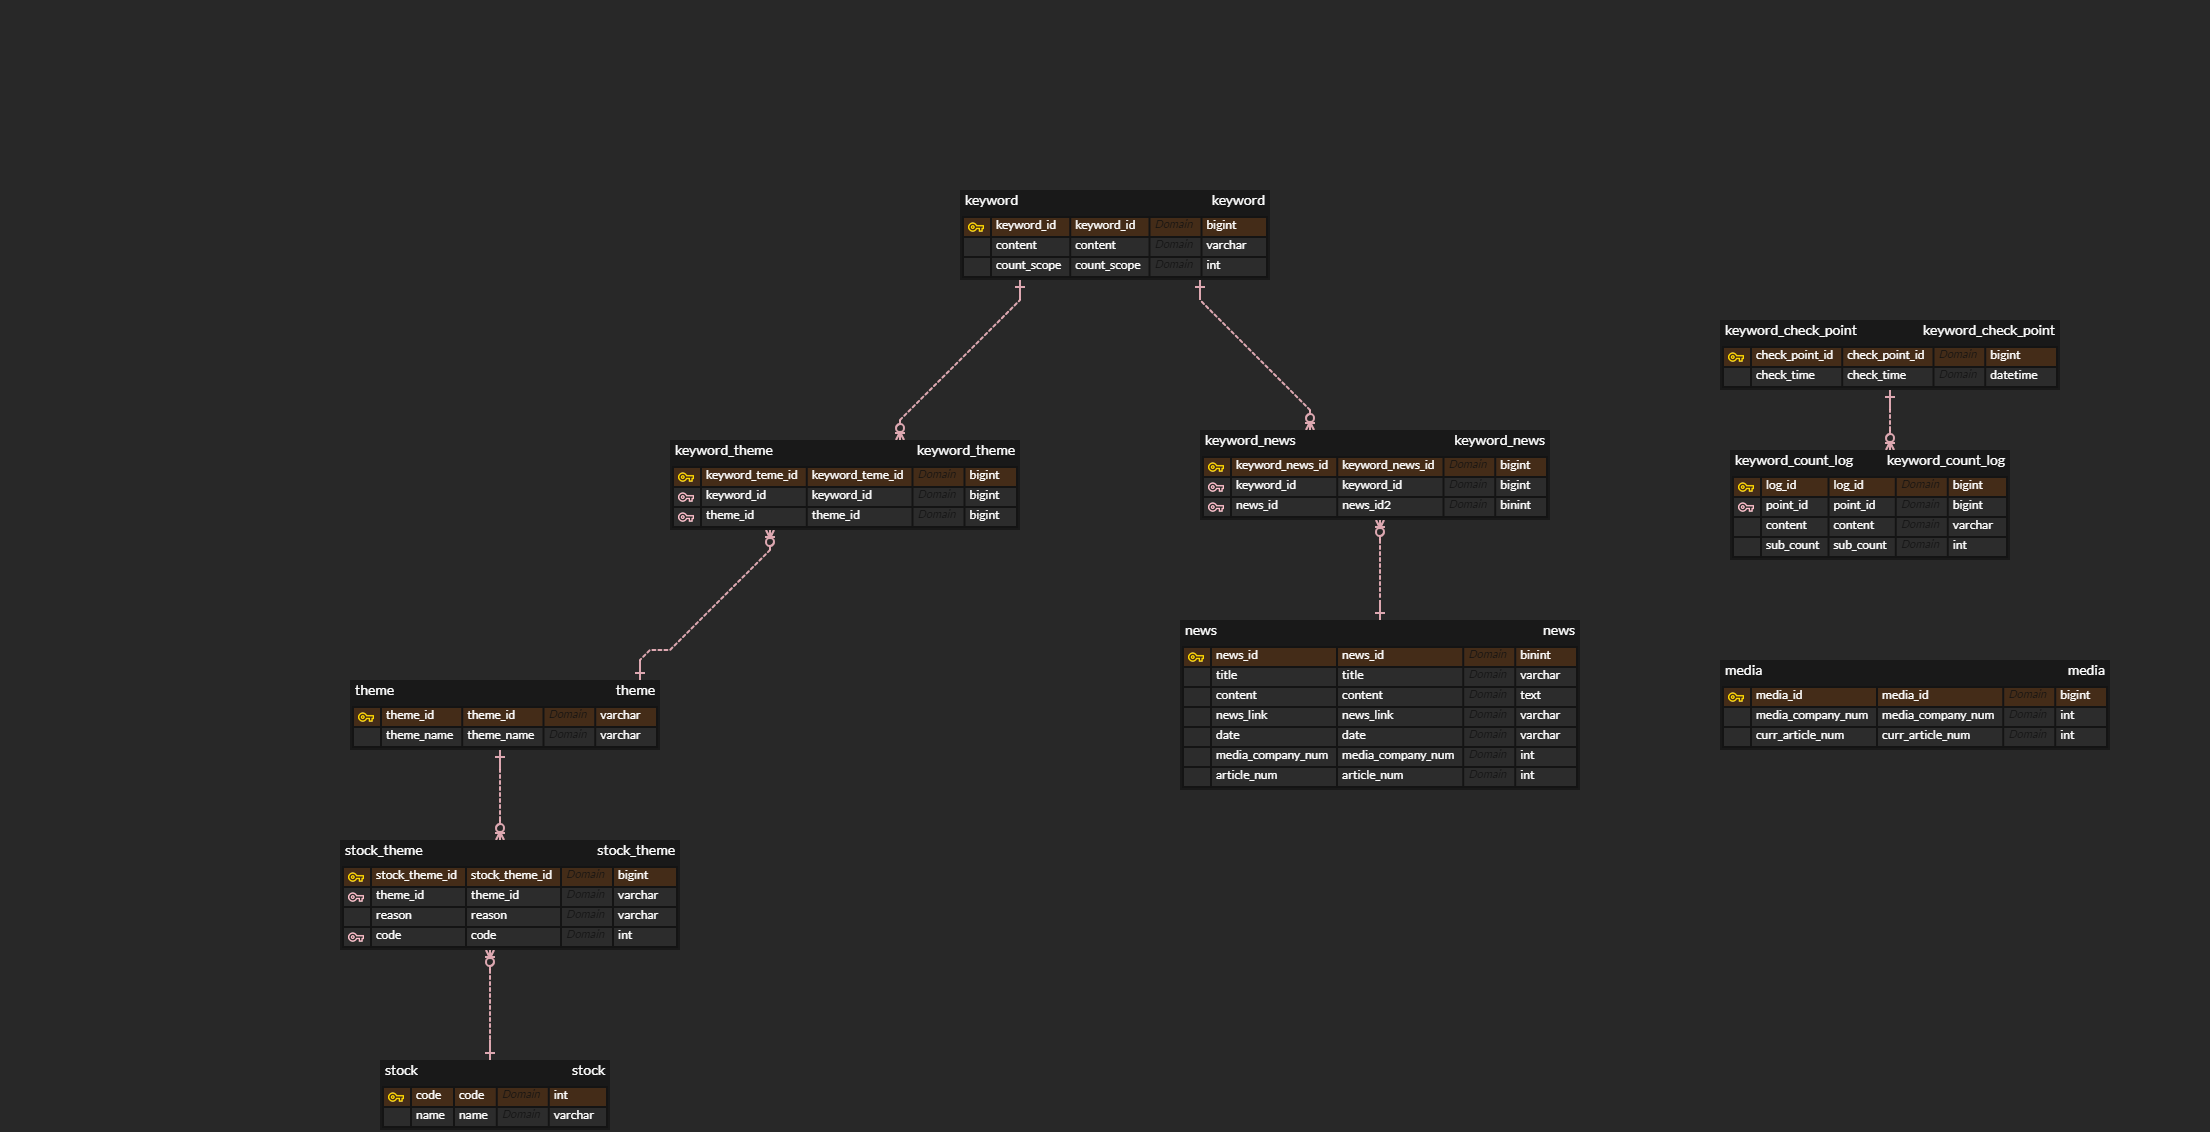 keyword keyword
keyword_id keyword_id Domain bigint
content content Domain varchar
count_scope count_scope Domain int
keyword_check_point keyword_check_point
check_point_id check_point_id Domain bigint
check_time check_time Domain datetime
keyword_theme keyword_theme
keyword_teme_id keyword_teme_id Domain bigint
keyword_id keyword_id Domain bigint
theme_id theme_id Domain bigint
keyword_news keyword_news
keyword_news_id keyword_news_id Domain bigint
keyword_id keyword_id Domain bigint
news_id news_id2 Domain binint
keyword_count_log keyword_count_log
log_id log_id Domain bigint
point_id point_id Domain bigint
content content Domain varchar
sub_count sub_count Domain int
theme theme
theme_id theme_id Domain varchar
theme_name theme_name Domain varchar
news news
news_id news_id Domain binint
title title Domain varchar
content content Domain text
news_link news_link Domain varchar
date date Domain varchar
media_company_num media_company_num Domain int
article_num article_num Domain int
media media
media_id media_id Domain bigint
media_company_num media_company_num Domain int
curr_article_num curr_article_num Domain int
stock_theme stock_theme
stock_theme_id stock_theme_id Domain bigint
theme_id theme_id Domain varchar
reason reason Domain varchar
code code Domain int
stock stock
code code Domain int
name name Domain varchar